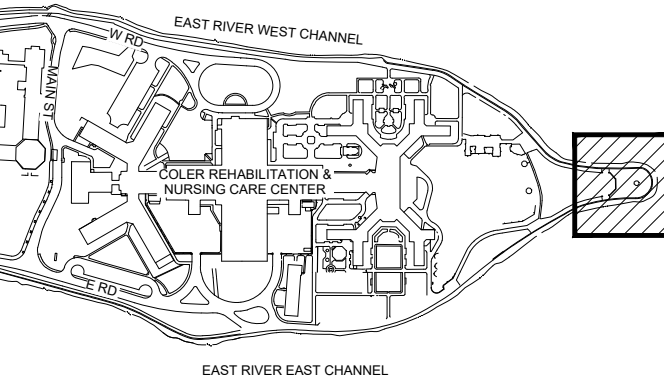 EAST RIVER WEST CHANNEL
W RD
MAIN ST
COLER REHABILITATION &
NURSING CARE CENTER
E RD
EAST RIVER EAST CHANNEL